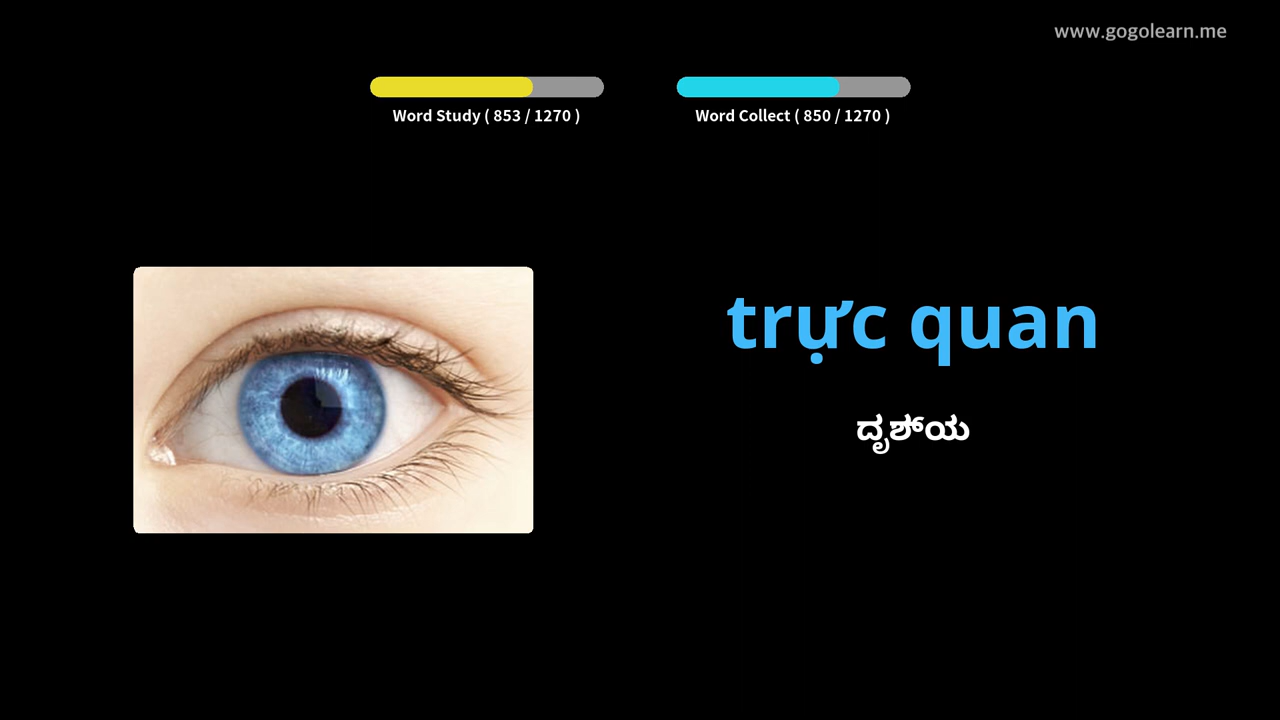 www.gogolearn.me
Word Study ( 853 / 1270 )
Word Collect ( 850 / 1270 )
trực quan
ದೃಶ್ಯ